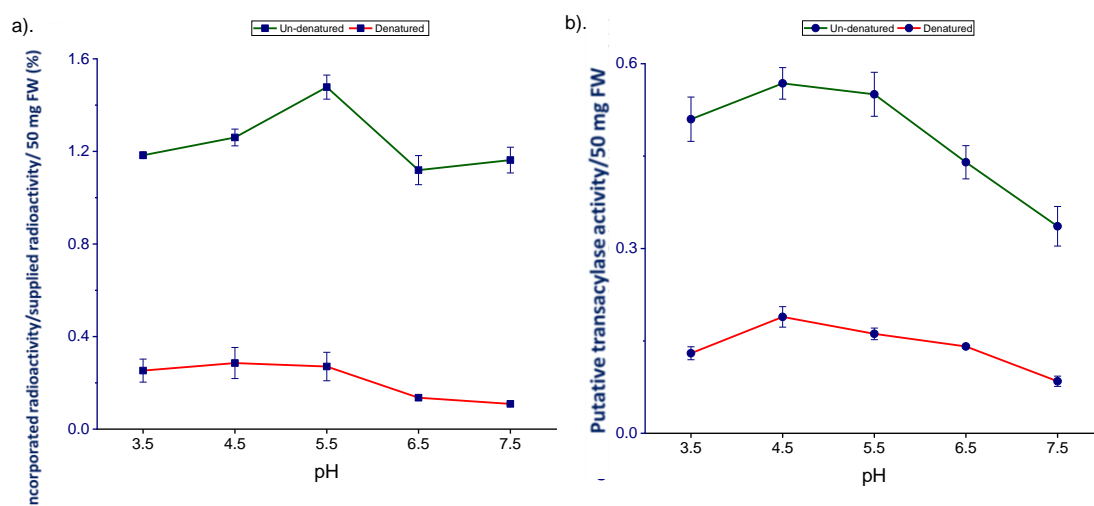 a).
Un-denatured Denatured
ncorporated radioactivity/supplied radioactivity/ 50 mg FW (%)
1.6
1.2
0.8
0.4
0.0
3.5 4.5 5.5 6.5 7.5
pH
b).
Un-denatured Denatured
Putative transacylase activity/50 mg FW
0.6
0.3
0.0
3.5 4.5 5.5 6.5 7.5
pH